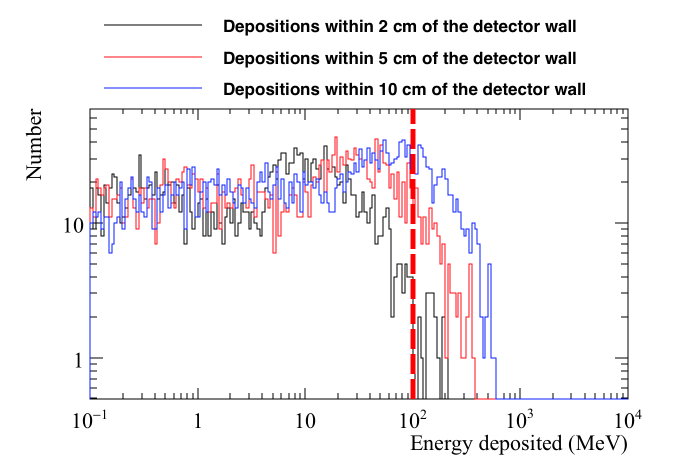 Depositions within 2 cm of the detector wall
Depositions within 5 cm of the detector wall
Depositions within 10 cm of the detector wall
Number
10
1
10⁻¹ 1 10 10² 10³ 10⁴
Energy deposited (MeV)